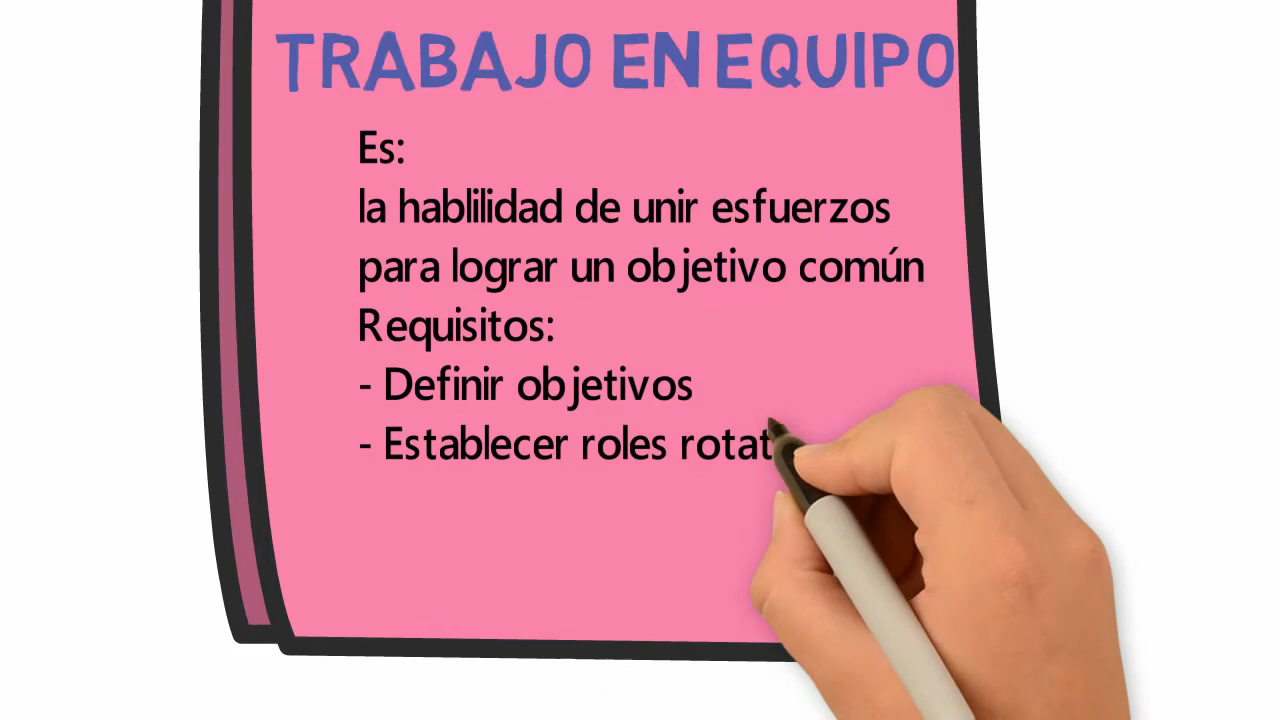 TRABAJO EN EQUIPO
Es:
la hablilidad de unir esfuerzos
para lograr un objetivo común
Requisitos:
- Definir objetivos
- Establecer roles rotat